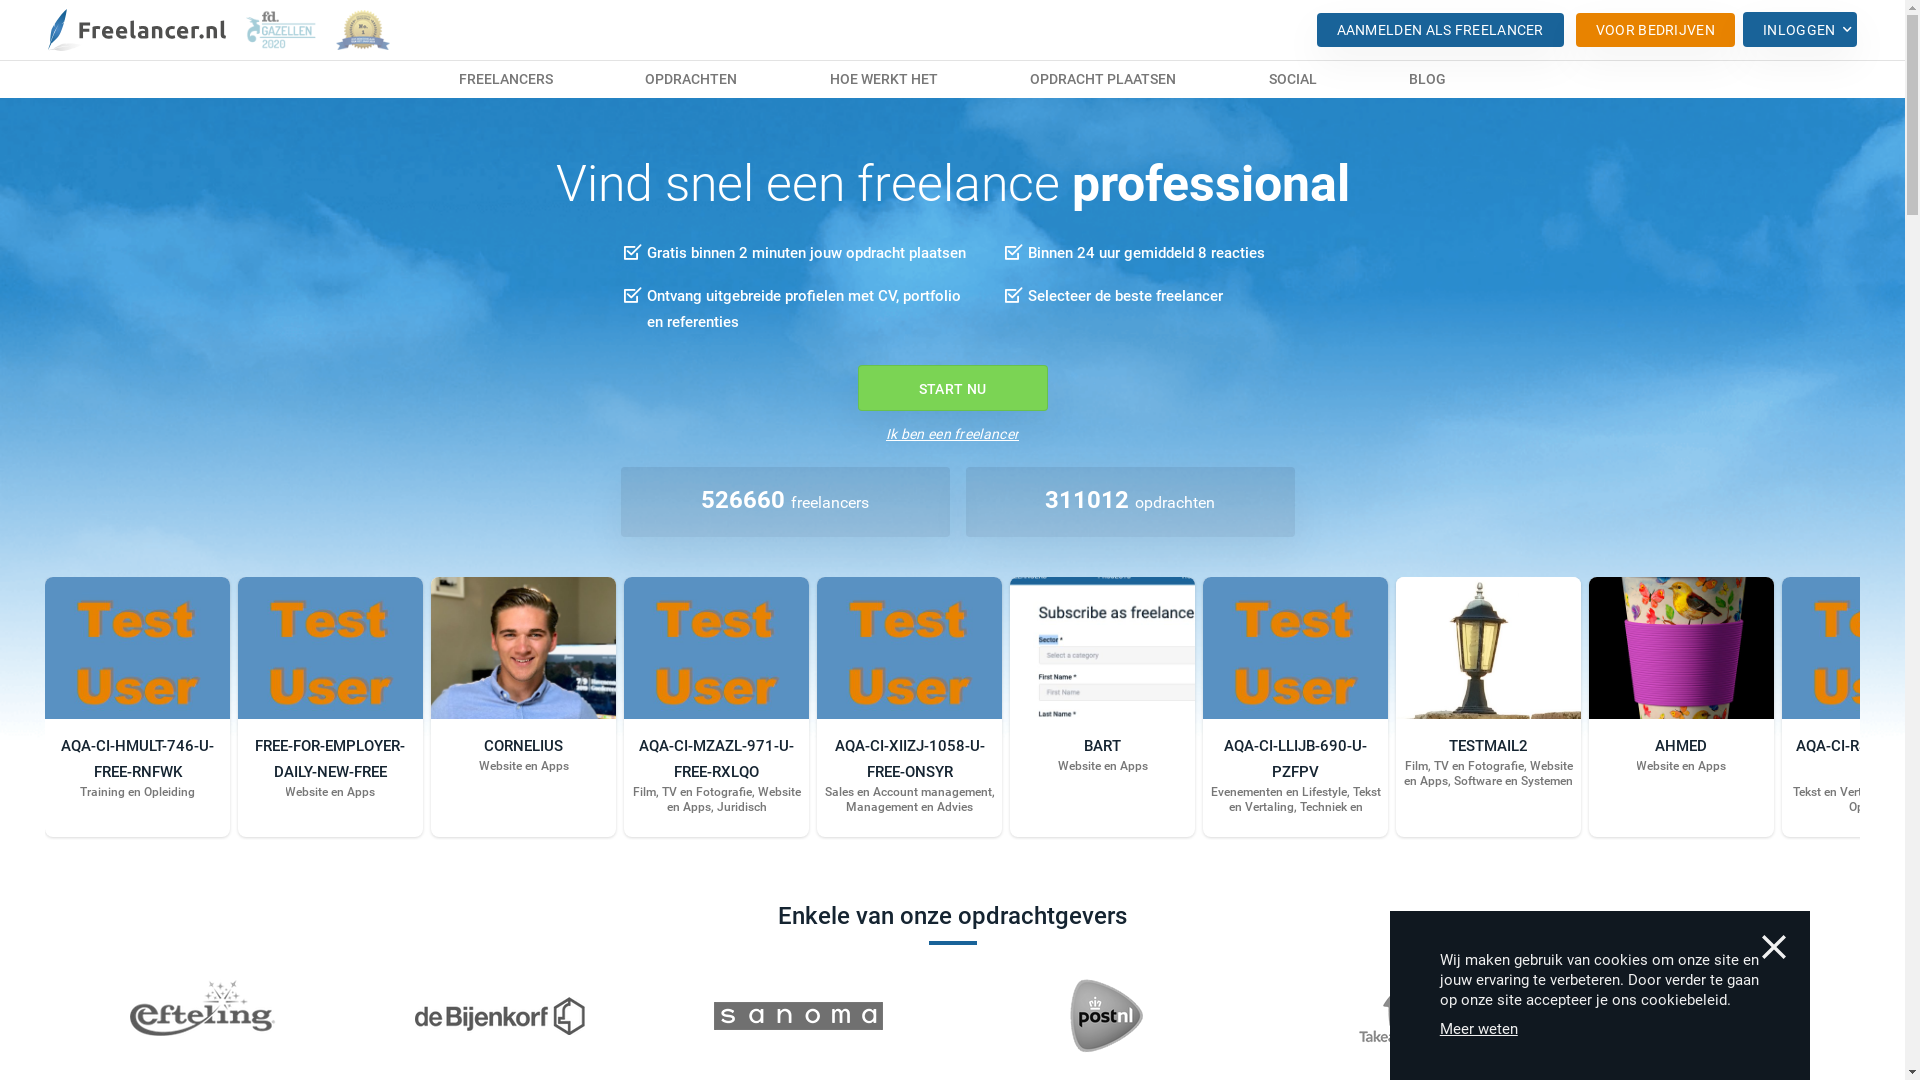 Freelancer.nl
fd.
GAZELLEN
2020
AANMELDEN ALS FREELANCER
VOOR BEDRIJVEN
INLOGGEN
FREELANCERS
OPDRACHTEN
HOE WERKT HET
OPDRACHT PLAATSEN
SOCIAL
BLOG
Vind snel een freelance professional
Gratis binnen 2 minuten jouw opdracht plaatsen
Binnen 24 uur gemiddeld 8 reacties
Ontvang uitgebreide profielen met CV, portfolio
en referenties
Selecteer de beste freelancer
START NU
Ik ben een freelancer
526660 freelancers
311012 opdrachten
Test
User
AQA-CI-HMULT-746-U-
FREE-RNFWK
Training en Opleiding
Test
User
FREE-FOR-EMPLOYER-
DAILY-NEW-FREE
Website en Apps
CORNELIUS
Website en Apps
Test
User
AQA-CI-MZAZL-971-U-
FREE-RXLQO
Film, TV en Fotografie, Website
en Apps, Juridisch
Test
User
AQA-CI-XIIZJ-1058-U-
FREE-ONSYR
Sales en Account management,
Management en Advies
Subscribe as freelance
Sector *
Select a category
First Name *
First Name
Last Name *
BART
Website en Apps
Test
User
AQA-CI-LLIJB-690-U-
PZFPV
Evenementen en Lifestyle, Tekst
en Vertaling, Techniek en
TESTMAIL2
Film, TV en Fotografie, Website
en Apps, Software en Systemen
AHMED
Website en Apps
AQA-CI-R
Tekst en Vert
Enkele van onze opdrachtgevers
efteling
de Bijenkorf
sanoma
postnl
Takea
Wij maken gebruik van cookies om onze site en
jouw ervaring te verbeteren. Door verder te gaan
op onze site accepteer je ons cookiebeleid.
Meer weten